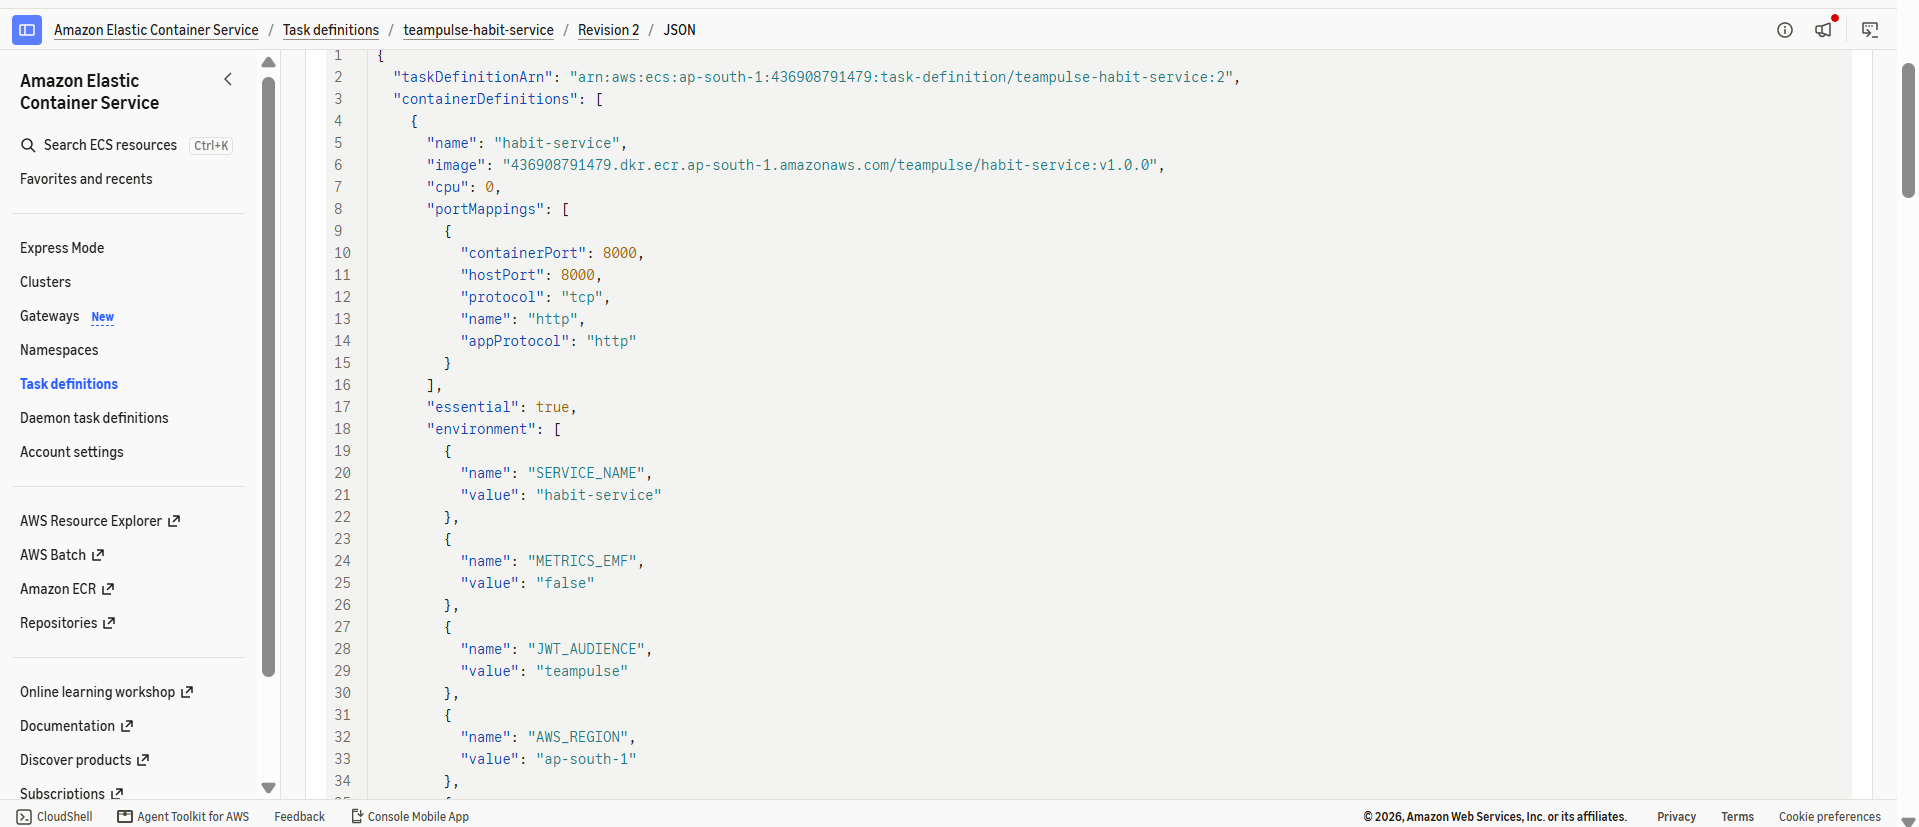 Amazon Elastic Container Service / Task definitions / teampulse-habit-service / Revision 2 / JSON
Amazon Elastic
Container Service
Search ECS resources Ctrl+K
Favorites and recents
Express Mode
Clusters
Gateways New
Namespaces
Task definitions
Daemon task definitions
Account settings
AWS Resource Explorer
AWS Batch
Amazon ECR
Repositories
Online learning workshop
Documentation
Discover products
Subscriptions
1 {
2 "taskDefinitionArn": "arn:aws:ecs:ap-south-1:436908791479:task-definition/teampulse-habit-service:2",
3 "containerDefinitions": [
4 {
5 "name": "habit-service",
6 "image": "436908791479.dkr.ecr.ap-south-1.amazonaws.com/teampulse/habit-service:v1.0.0",
7 "cpu": 0,
8 "portMappings": [
9 {
10 "containerPort": 8000,
11 "hostPort": 8000,
12 "protocol": "tcp",
13 "name": "http",
14 "appProtocol": "http"
15 }
16 ],
17 "essential": true,
18 "environment": [
19 {
20 "name": "SERVICE_NAME",
21 "value": "habit-service"
22 },
23 {
24 "name": "METRICS_EMF",
25 "value": "false"
26 },
27 {
28 "name": "JWT_AUDIENCE",
29 "value": "teampulse"
30 },
31 {
32 "name": "AWS_REGION",
33 "value": "ap-south-1"
34 },
CloudShell Agent Toolkit for AWS Feedback Console Mobile App © 2026, Amazon Web Services, Inc. or its affiliates. Privacy Terms Cookie preferences